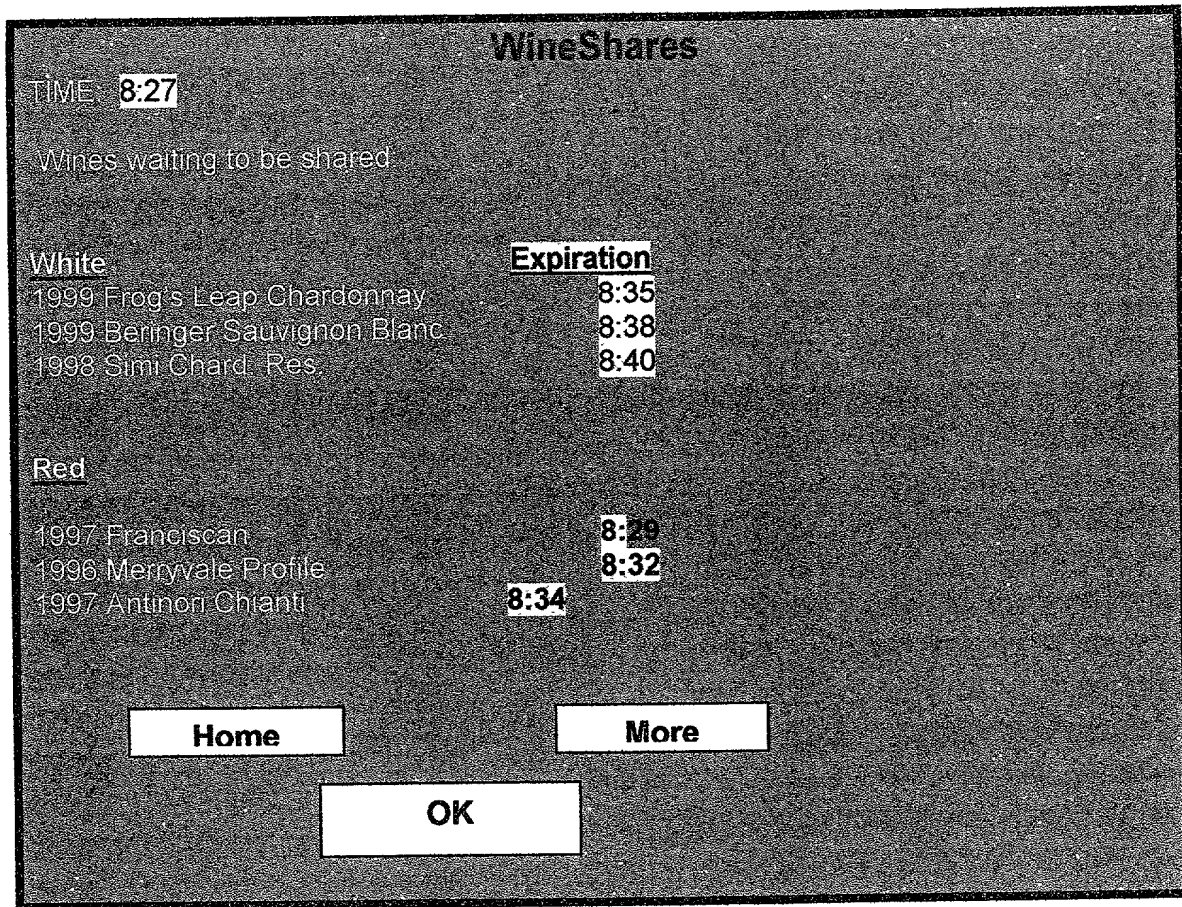 WineShares
TIME 8:27
Wines waiting to be shared:
White Expiration
1999 Frog's Leap Chardonnay 8:35
1999 Beringer Sauvignon Blanc 8:38
1998 Simi Chard. Res. 8:40
Red
1997 Franciscan 8:29
1996 Merryvale Profile 8:32
1997 Antinori Chianti 8:34
Home More
OK